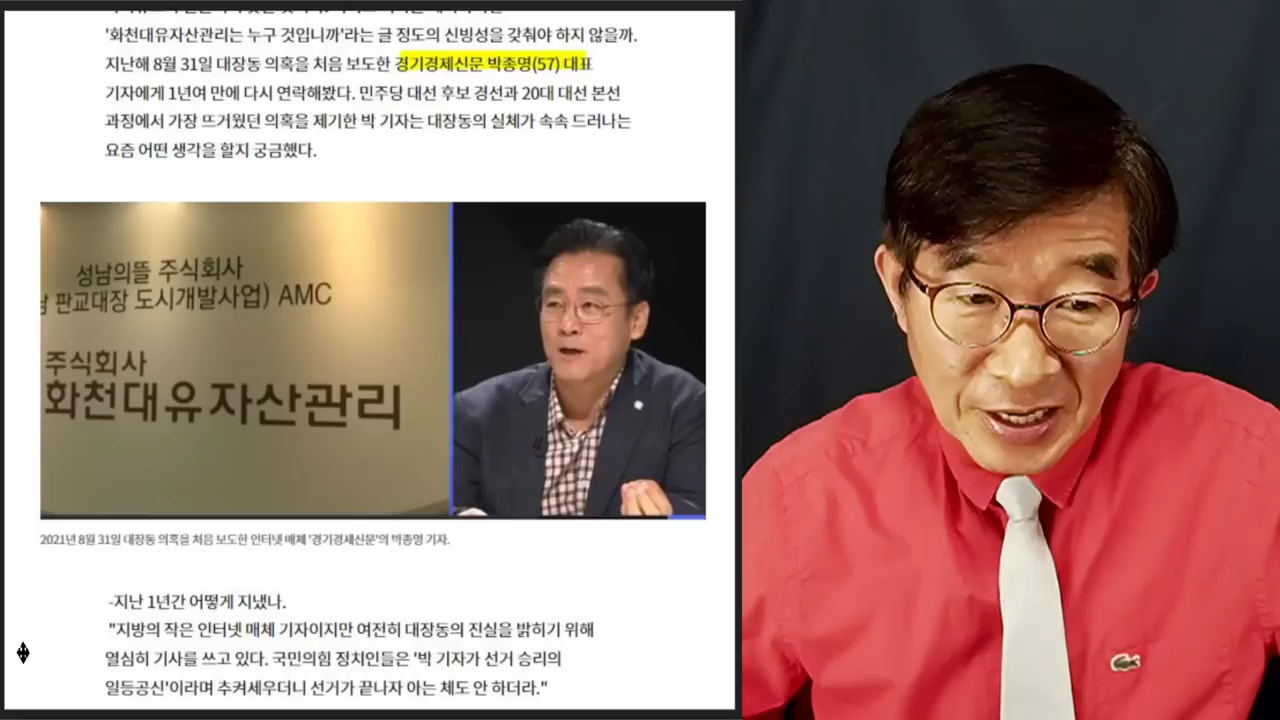 '화천대유자산관리는 누구 것입니까'라는 글 정도의 신빙성을 갖춰야 하지 않을까.
지난해 8월 31일 대장동 의혹을 처음 보도한 경기경제신문 박종명(57) 대표
기자에게 1년여 만에 다시 연락해봤다. 민주당 대선 후보 경선과 20대 대선 본선
과정에서 가장 뜨거웠던 의혹을 제기한 박 기자는 대장동의 실체가 속속 드러나는
요즘 어떤 생각을 할지 궁금했다.
성남의뜰 주식회사
판교대장 도시개발사업) AMC
주식회사
화천대유자산관리
2021년 8월 31일 대장동 의혹을 처음 보도한 인터넷 매체 '경기경제신문'의 박종명 기자.
-지난 1년간 어떻게 지냈나.
"지방의 작은 인터넷 매체 기자이지만 여전히 대장동의 진실을 밝히기 위해
열심히 기사를 쓰고 있다. 국민의힘 정치인들은 '박 기자가 선거 승리의
일등공신'이라며 추켜세우더니 선거가 끝나자 아는 체도 안 하더라."